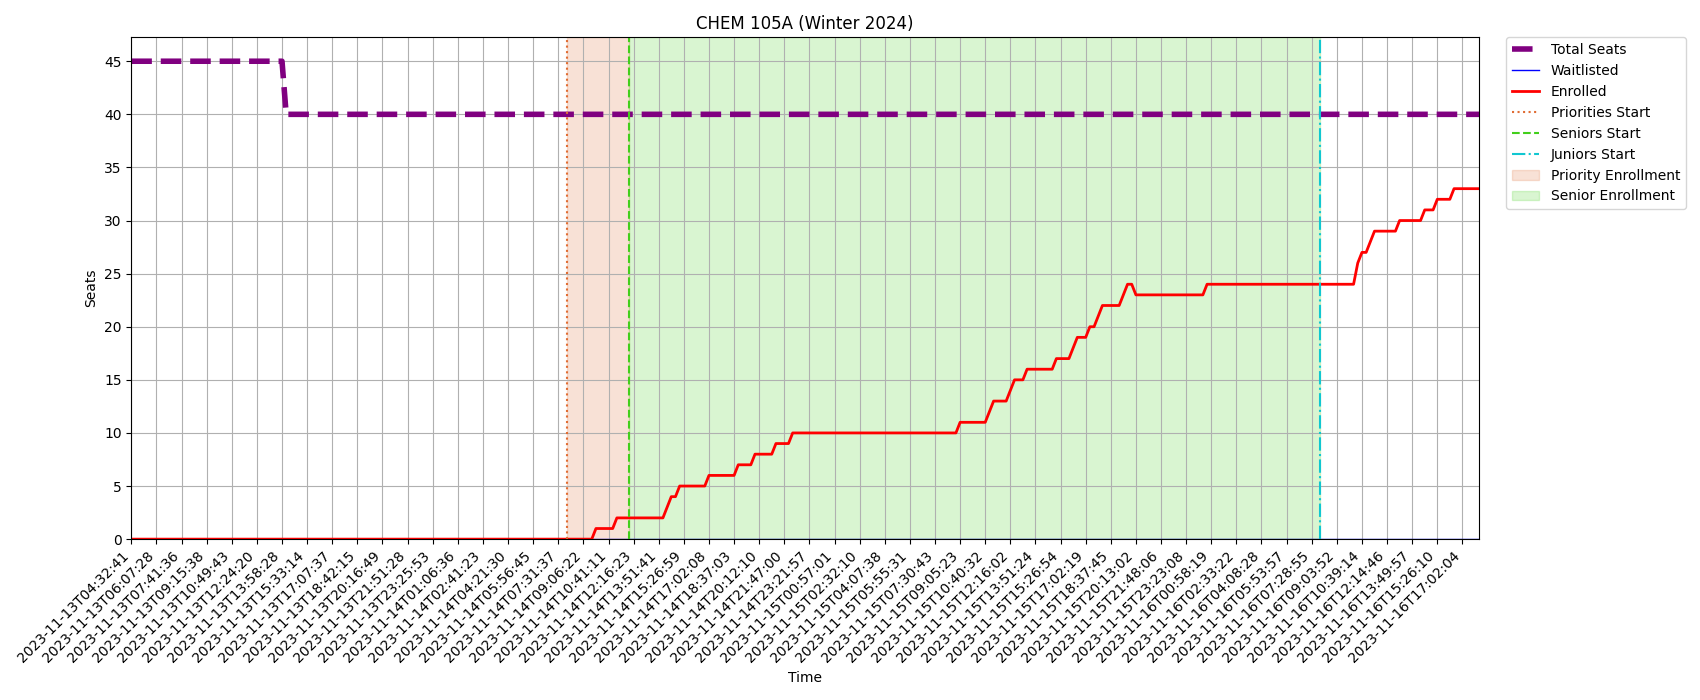 CHEM 105A (Winter 2024)
Total Seats
Waitlisted
Enrolled
Priorities Start
Seniors Start
Juniors Start
Priority Enrollment
Senior Enrollment
Seats
45
40
35
30
25
20
15
10
5
0
2023-11-13T04:32:41
2023-11-13T06:07:28
2023-11-13T07:41:36
2023-11-13T09:15:38
2023-11-13T10:49:43
2023-11-13T12:24:20
2023-11-13T13:58:28
2023-11-13T15:33:14
2023-11-13T17:07:37
2023-11-13T18:42:15
2023-11-13T20:16:49
2023-11-13T21:51:28
2023-11-13T23:25:53
2023-11-14T01:06:36
2023-11-14T02:41:23
2023-11-14T04:21:30
2023-11-14T05:56:45
2023-11-14T07:31:37
2023-11-14T09:06:22
2023-11-14T10:41:11
2023-11-14T12:16:23
2023-11-14T13:51:41
2023-11-14T15:26:59
2023-11-14T17:02:08
2023-11-14T18:37:03
2023-11-14T20:12:10
2023-11-14T21:47:00
2023-11-14T23:21:57
2023-11-15T00:57:01
2023-11-15T02:32:10
2023-11-15T04:07:38
2023-11-15T05:55:31
2023-11-15T07:30:43
2023-11-15T09:05:23
2023-11-15T10:40:32
2023-11-15T12:16:02
2023-11-15T13:51:24
2023-11-15T15:26:54
2023-11-15T17:02:19
2023-11-15T18:37:45
2023-11-15T20:13:02
2023-11-15T21:48:06
2023-11-15T23:23:08
2023-11-16T00:58:19
2023-11-16T02:33:22
2023-11-16T04:08:28
2023-11-16T05:53:57
2023-11-16T07:28:55
2023-11-16T09:03:52
2023-11-16T10:39:14
2023-11-16T12:14:46
2023-11-16T13:49:57
2023-11-16T15:26:10
2023-11-16T17:02:04
Time